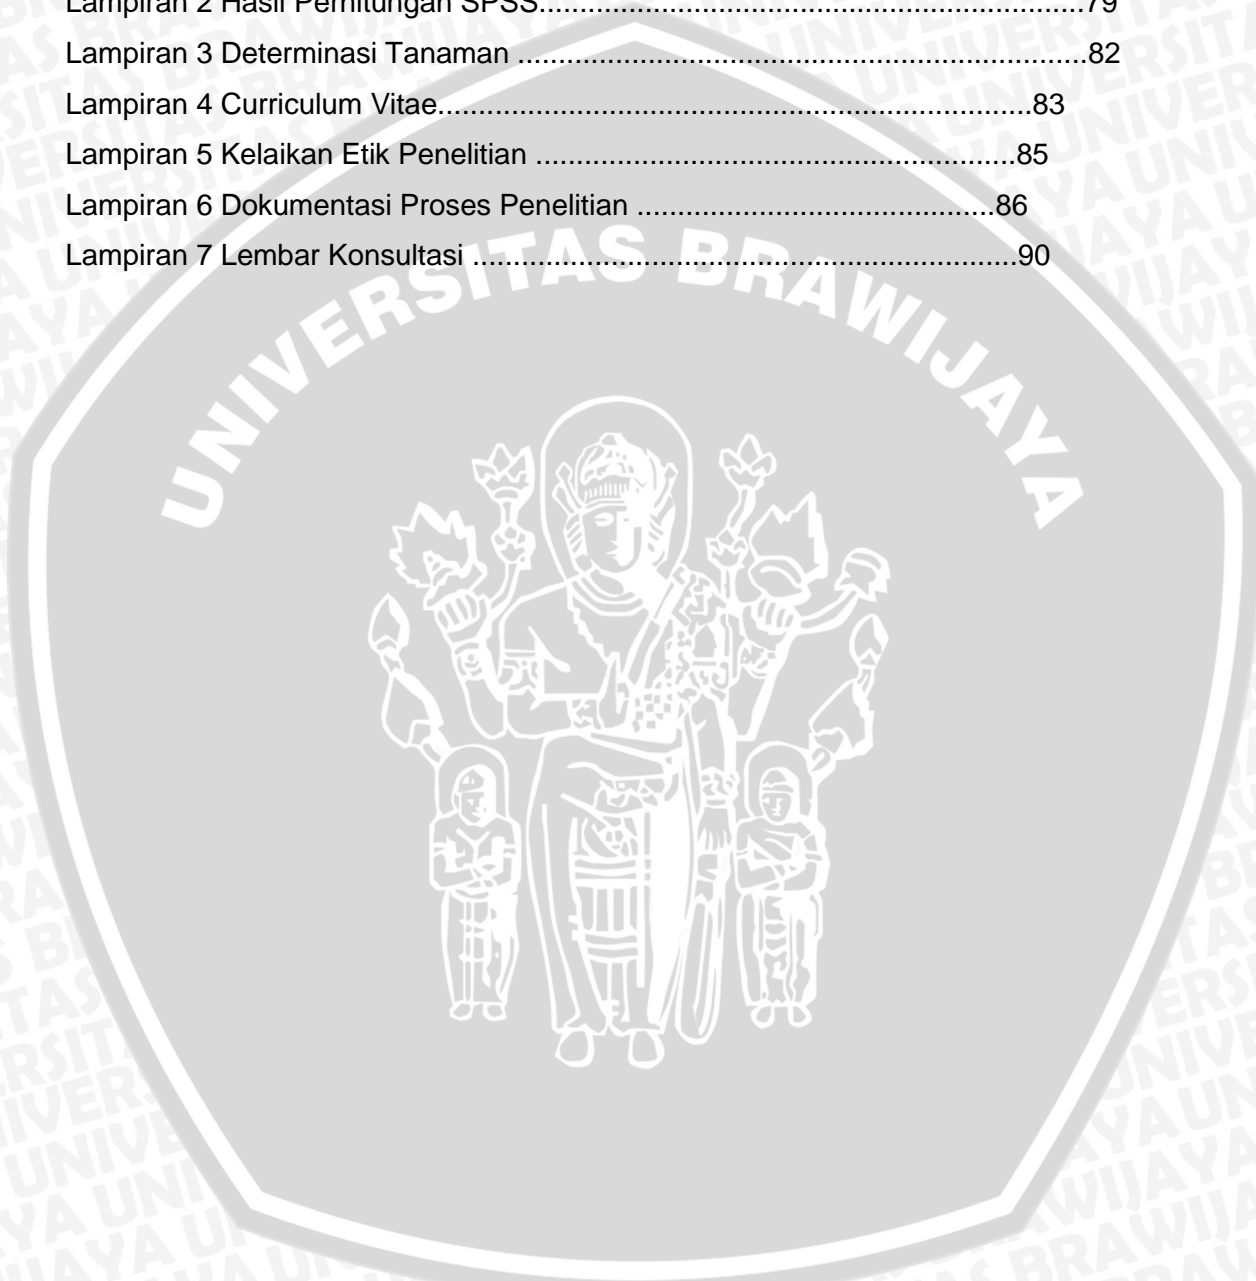 Lampiran 2 Hasil Perhitungan SPSS....................................................................79
Lampiran 3 Determinasi Tanaman .......................................................................82
Lampiran 4 Curriculum Vitae..........................................................................83
Lampiran 5 Kelaikan Etik Penelitian ............................................................85
Lampiran 6 Dokumentasi Proses Penelitian ............................................86
Lampiran 7 Lembar Konsultasi ....................................................................90
UNIVERSITAS BRAWIJAYA